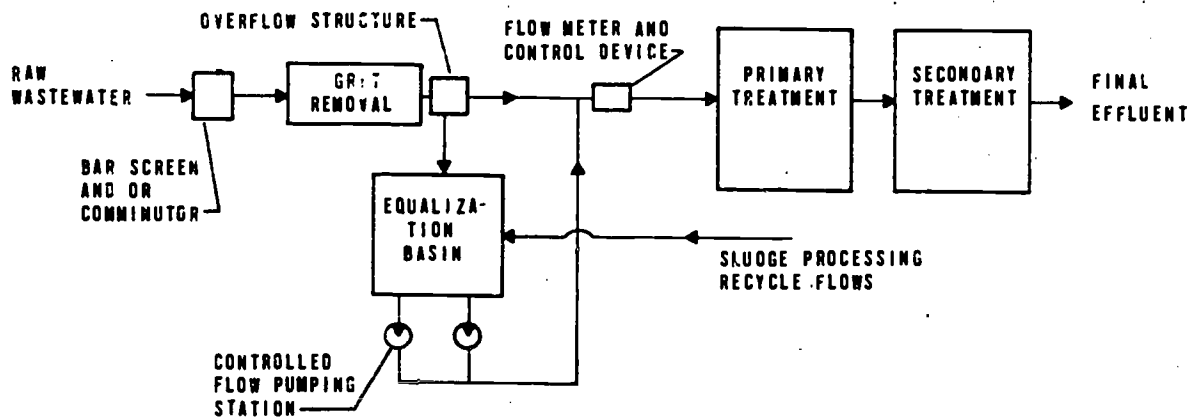 OVERFLOW STRUCTURE
FLOW METER AND
CONTROL DEVICE
RAW
WASTEWATER
GRIT
REMOVAL
PRIMARY
TREATMENT
SECONDARY
TREATMENT
FINAL
EFFLUENT
BAR SCREEN
AND OR
COMMINUTOR
EQUALIZA-
TION
BASIN
SLUDGE PROCESSING
RECYCLE FLOWS
CONTROLLED
FLOW PUMPING
STATION